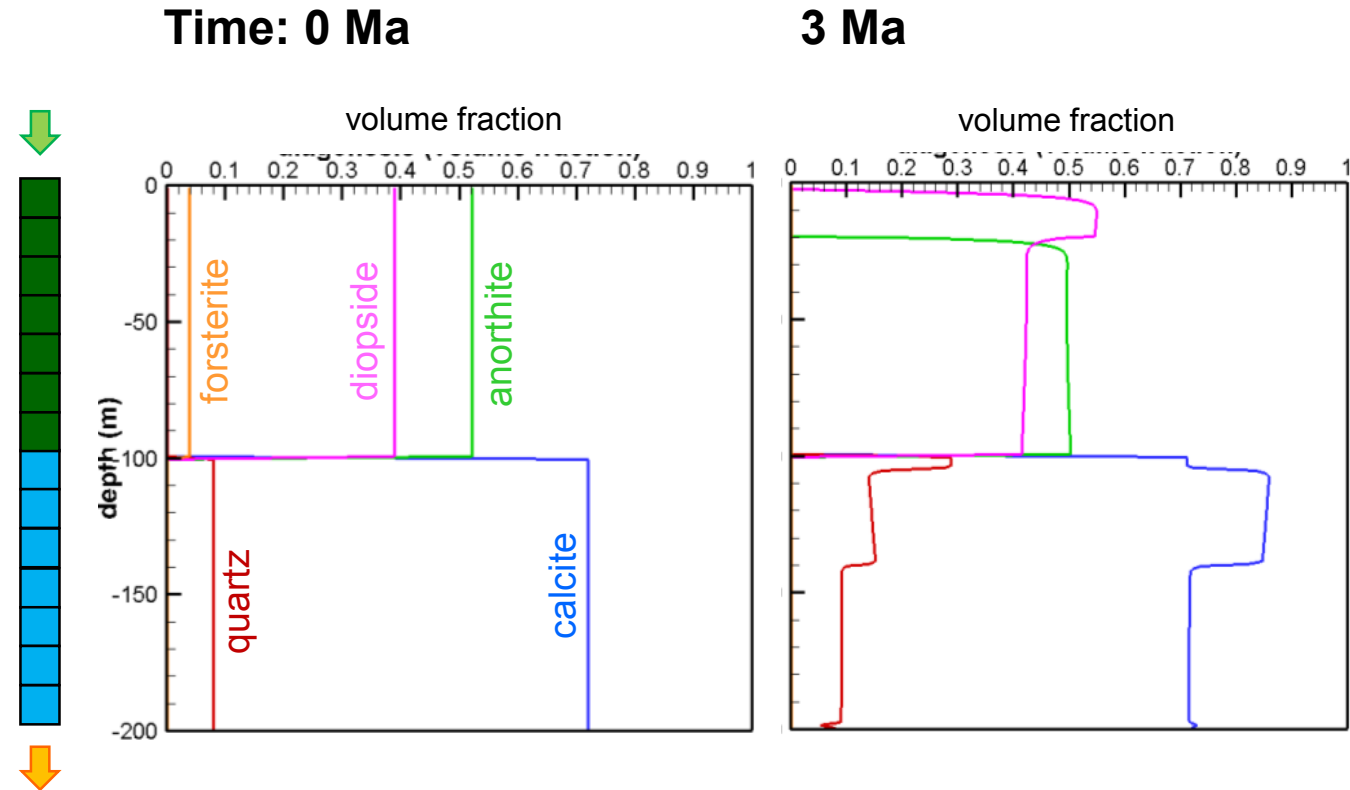 Time: 0 Ma
3 Ma
volume fraction
volume fraction
0 0.1 0.2 0.3 0.4 0.5 0.6 0.7 0.8 0.9 1
0 0.1 0.2 0.3 0.4 0.5 0.6 0.7 0.8 0.9 1
0
-50
-100
-150
-200
depth (m)
forsterite
diopside
anorthite
quartz
calcite